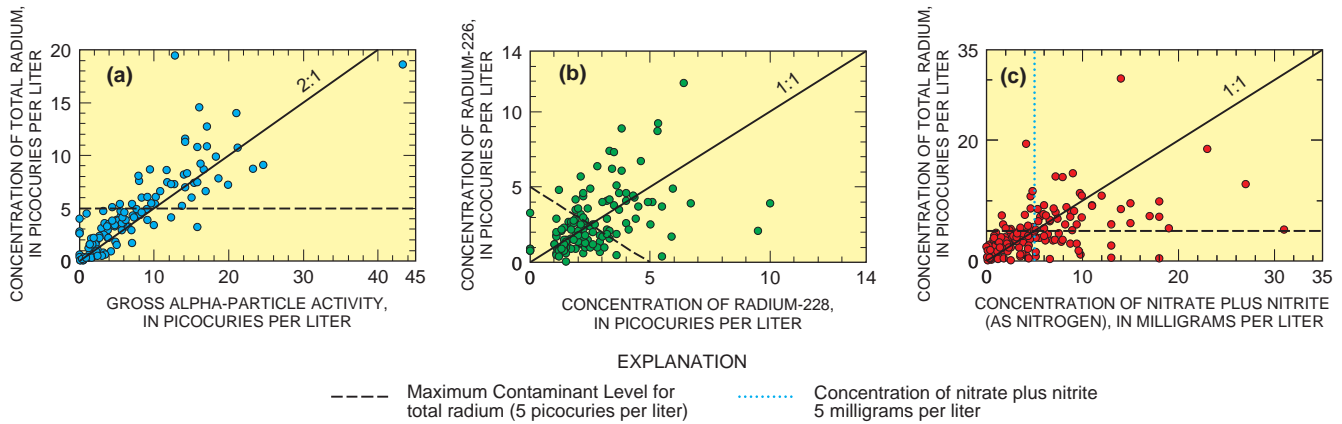 CONCENTRATION OF TOTAL RADIUM,
IN PICOCURIES PER LITER
20
15
10
5
0
(a)
2:1
0 10 20 30 40 45
GROSS ALPHA-PARTICLE ACTIVITY,
IN PICOCURIES PER LITER
CONCENTRATION OF RADIUM-226,
IN PICOCURIES PER LITER
14
12
10
8
6
4
2
0
(b)
1:1
0 5 10 14
CONCENTRATION OF RADIUM-228,
IN PICOCURIES PER LITER
CONCENTRATION OF TOTAL RADIUM,
IN PICOCURIES PER LITER
35
20
5
0
(c)
1:1
0 10 20 30 35
CONCENTRATION OF NITRATE PLUS NITRITE
(AS NITROGEN), IN MILLIGRAMS PER LITER
EXPLANATION
Maximum Contaminant Level for
total radium (5 picocuries per liter)
Concentration of nitrate plus nitrite
5 milligrams per liter